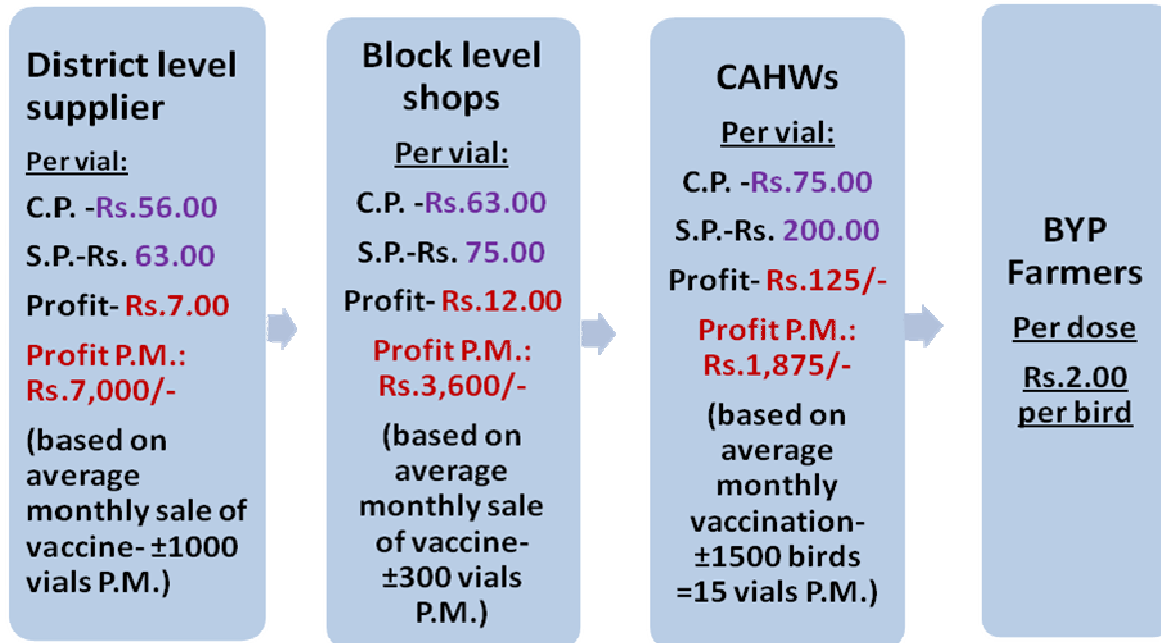 District level
supplier
Per vial:
C.P. -Rs.56.00
S.P.-Rs. 63.00
Profit- Rs.7.00
Profit P.M.:
Rs.7,000/-
(based on
average
monthly sale of
vaccine- ±1000
vials P.M.)
Block level
shops
Per vial:
C.P. -Rs.63.00
S.P.-Rs. 75.00
Profit- Rs.12.00
Profit P.M.:
Rs.3,600/-
(based on
average
monthly sale
of vaccine-
±300 vials
P.M.)
CAHWs
Per vial:
C.P. -Rs.75.00
S.P.-Rs. 200.00
Profit- Rs.125/-
Profit P.M.:
Rs.1,875/-
(based on
average
monthly
vaccination-
±1500 birds
=15 vials P.M.)
BYP
Farmers
Per dose
Rs.2.00
per bird